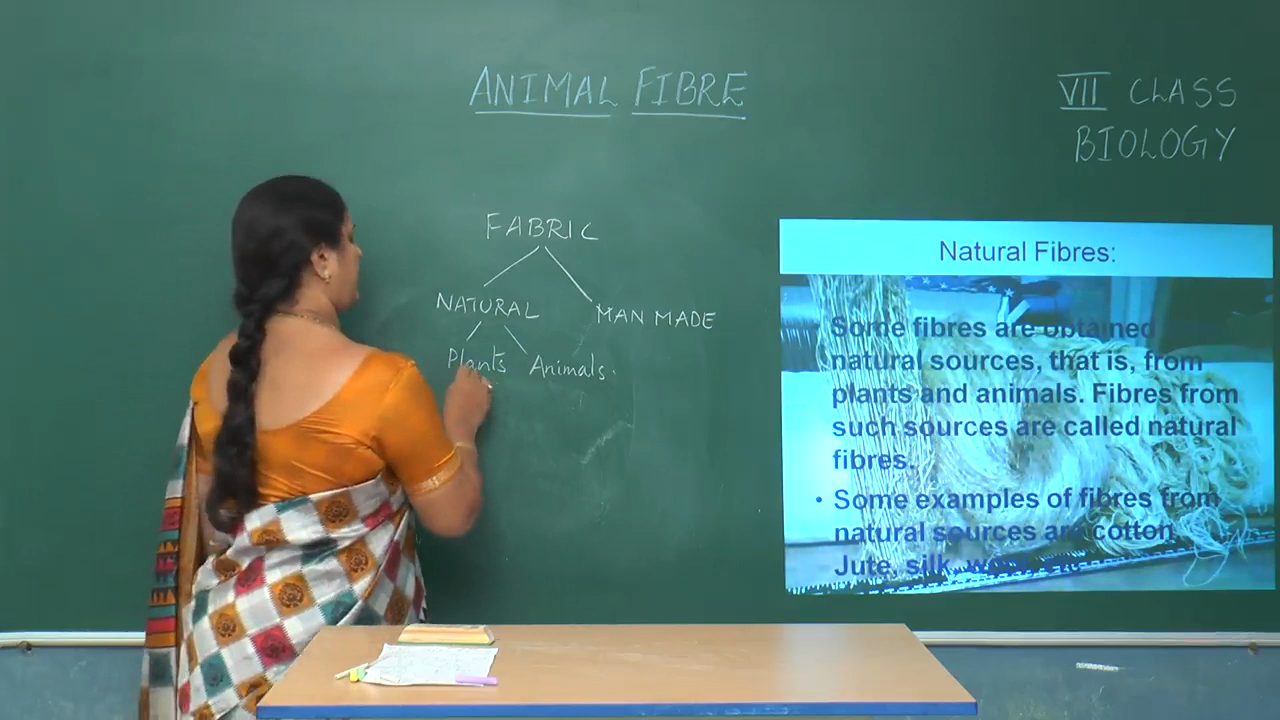 ANIMAL FIBRE
VII CLASS
BIOLOGY
FABRIC
NATURAL
MAN MADE
Plants
Animals.
Natural Fibres:
• Some fibres are obtained
natural sources, that is, from
plants and animals. Fibres from
such sources are called natural
fibres.
• Some examples of fibres from
natural sources are cotton
Jute, silk,